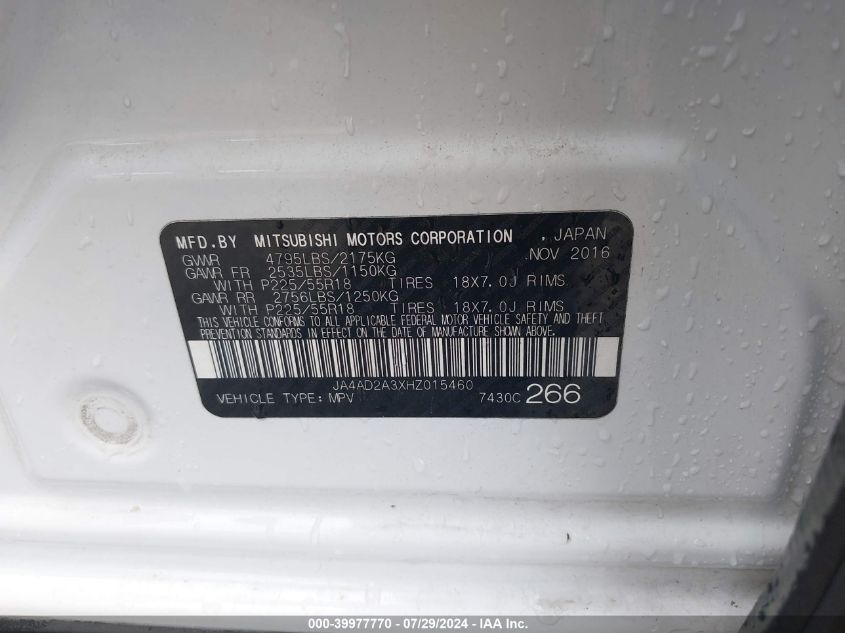 MFD.BY MITSUBISHI MOTORS CORPORATION , JAPAN
GWWR 4795LBS/2175KG NOV 2016
GAWR FR 2535LBS/1150KG
WITH P225/55R18 TIRES 18X7.0J RIMS
GAWR RR 2756LBS/1250KG
WITH P225/55R18 TIRES 18X7.0J RIMS
THIS VEHICLE CONFORMS TO ALL APPLICABLE FEDERAL MOTOR VEHICLE SAFETY AND THEFT
PREVENTION STANDARDS IN EFFECT ON THE DATE OF MANUFACTURE SHOWN ABOVE.
JA4AD2A3XHZ015460
VEHICLE TYPE: MPV 7430C 266
000-39977770 - 07/29/2024 - IAA Inc.